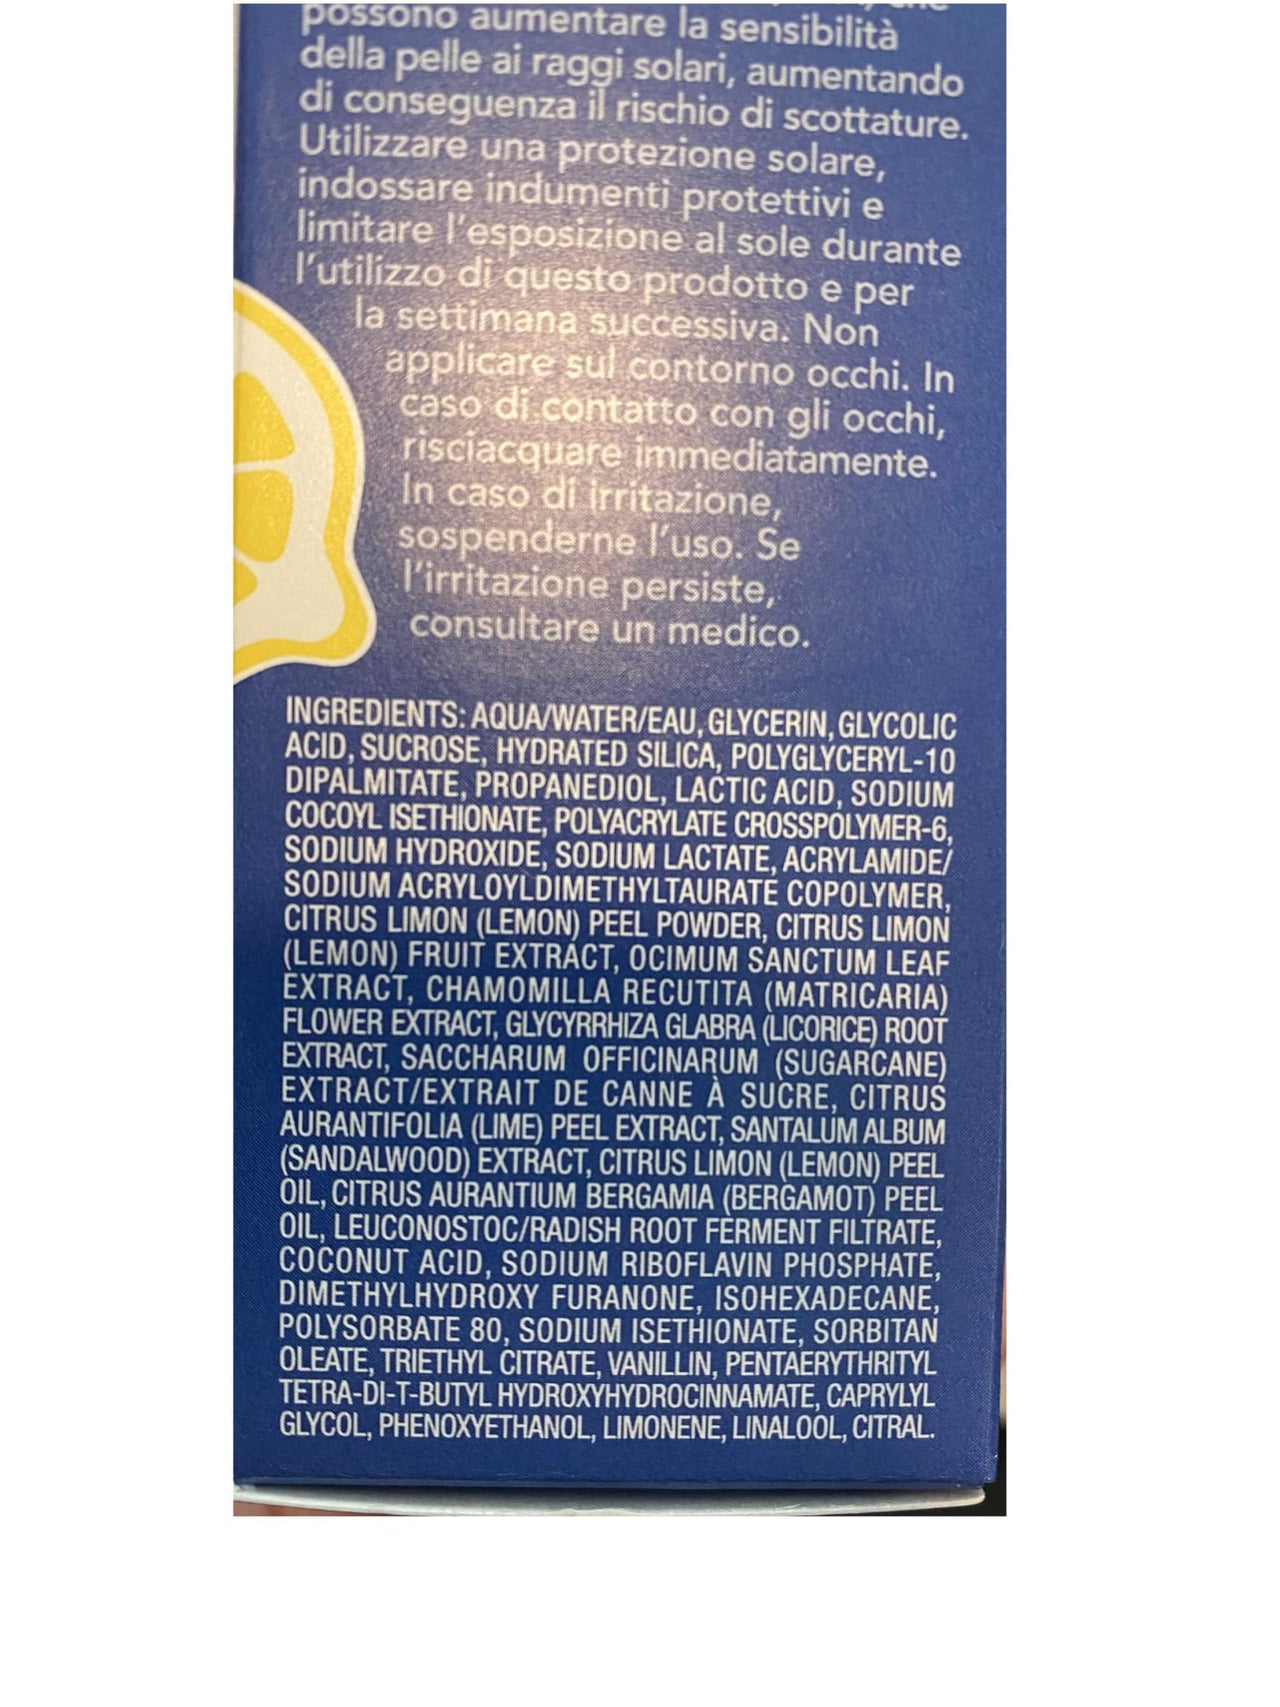 possono aumentare la sensibilità
della pelle ai raggi solari, aumentando
di conseguenza il rischio di scottature.
Utilizzare una protezione solare,
indossare indumenti protettivi e
limitare l'esposizione al sole durante
l'utilizzo di questo prodotto e per
la settimana successiva. Non
applicare sul contorno occhi. In
caso di contatto con gli occhi,
risciacquare immediatamente.
In caso di irritazione,
sospenderne l'uso. Se
l'irritazione persiste,
consultare un medico.
INGREDIENTS: AQUA/WATER/EAU, GLYCERIN, GLYCOLIC
ACID, SUCROSE, HYDRATED SILICA, POLYGLYCERYL-10
DIPALMITATE, PROPANEDIOL, LACTIC ACID, SODIUM
COCOYL ISETHIONATE, POLYACRYLATE CROSSPOLYMER-6,
SODIUM HYDROXIDE, SODIUM LACTATE, ACRYLAMIDE/
SODIUM ACRYLOYLDIMETHYLTAURATE COPOLYMER,
CITRUS LIMON (LEMON) PEEL POWDER, CITRUS LIMON
(LEMON) FRUIT EXTRACT, OCIMUM SANCTUM LEAF
EXTRACT, CHAMOMILLA RECUTITA (MATRICARIA)
FLOWER EXTRACT, GLYCYRRHIZA GLABRA (LICORICE) ROOT
EXTRACT, SACCHARUM OFFICINARUM (SUGARCANE)
EXTRACT/EXTRAIT DE CANNE À SUCRE, CITRUS
AURANTIFOLIA (LIME) PEEL EXTRACT, SANTALUM ALBUM
(SANDALWOOD) EXTRACT, CITRUS LIMON (LEMON) PEEL
OIL, CITRUS AURANTIUM BERGAMIA (BERGAMOT) PEEL
OIL, LEUCONOSTOC/RADISH ROOT FERMENT FILTRATE,
COCONUT ACID, SODIUM RIBOFLAVIN PHOSPHATE,
DIMETHYLHYDROXY FURANONE, ISOHEXADECANE,
POLYSORBATE 80, SODIUM ISETHIONATE, SORBITAN
OLEATE, TRIETHYL CITRATE, VANILLIN, PENTAERYTHRITYL
TETRA-DI-T-BUTYL HYDROXYHYDROCINNAMATE, CAPRYLYL
GLYCOL, PHENOXYETHANOL, LIMONENE, LINALOOL, CITRAL.